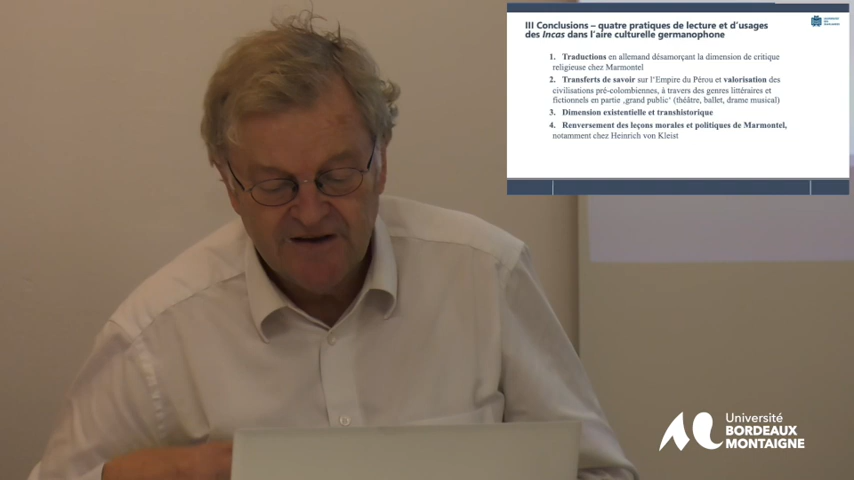 III Conclusions – quatre pratiques de lecture et d'usages
des Incas dans l'aire culturelle germanophone
1. Traductions en allemand désamorçant la dimension de critique
religieuse chez Marmontel
2. Transferts de savoir sur l'Empire du Pérou et valorisation des
civilisations pré-colombiennes, à travers des genres littéraires et
fictionnels en partie ‚grand public' (théâtre, ballet, drame musical)
3. Dimension existentielle et transhistorique
4. Renversement des leçons morales et politiques de Marmontel,
notamment chez Heinrich von Kleist
Université
BORDEAUX
MONTAIGNE